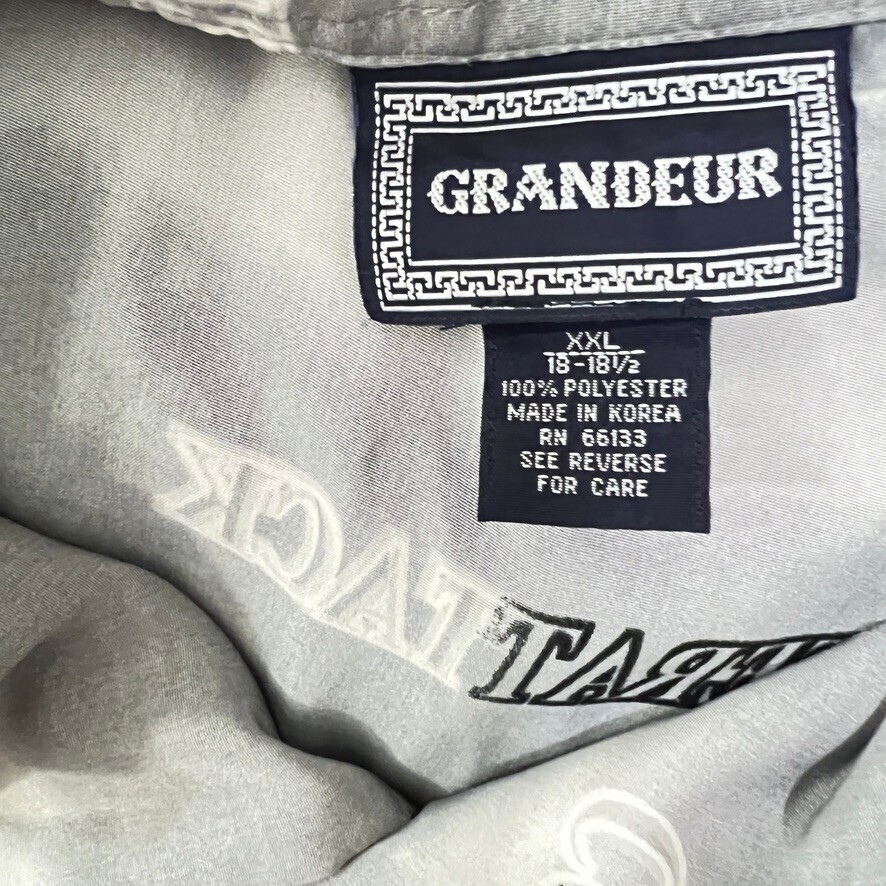 GRANDEUR
XXL
18-18½
100% POLYESTER
MADE IN KOREA
RN 66133
SEE REVERSE
FOR CARE